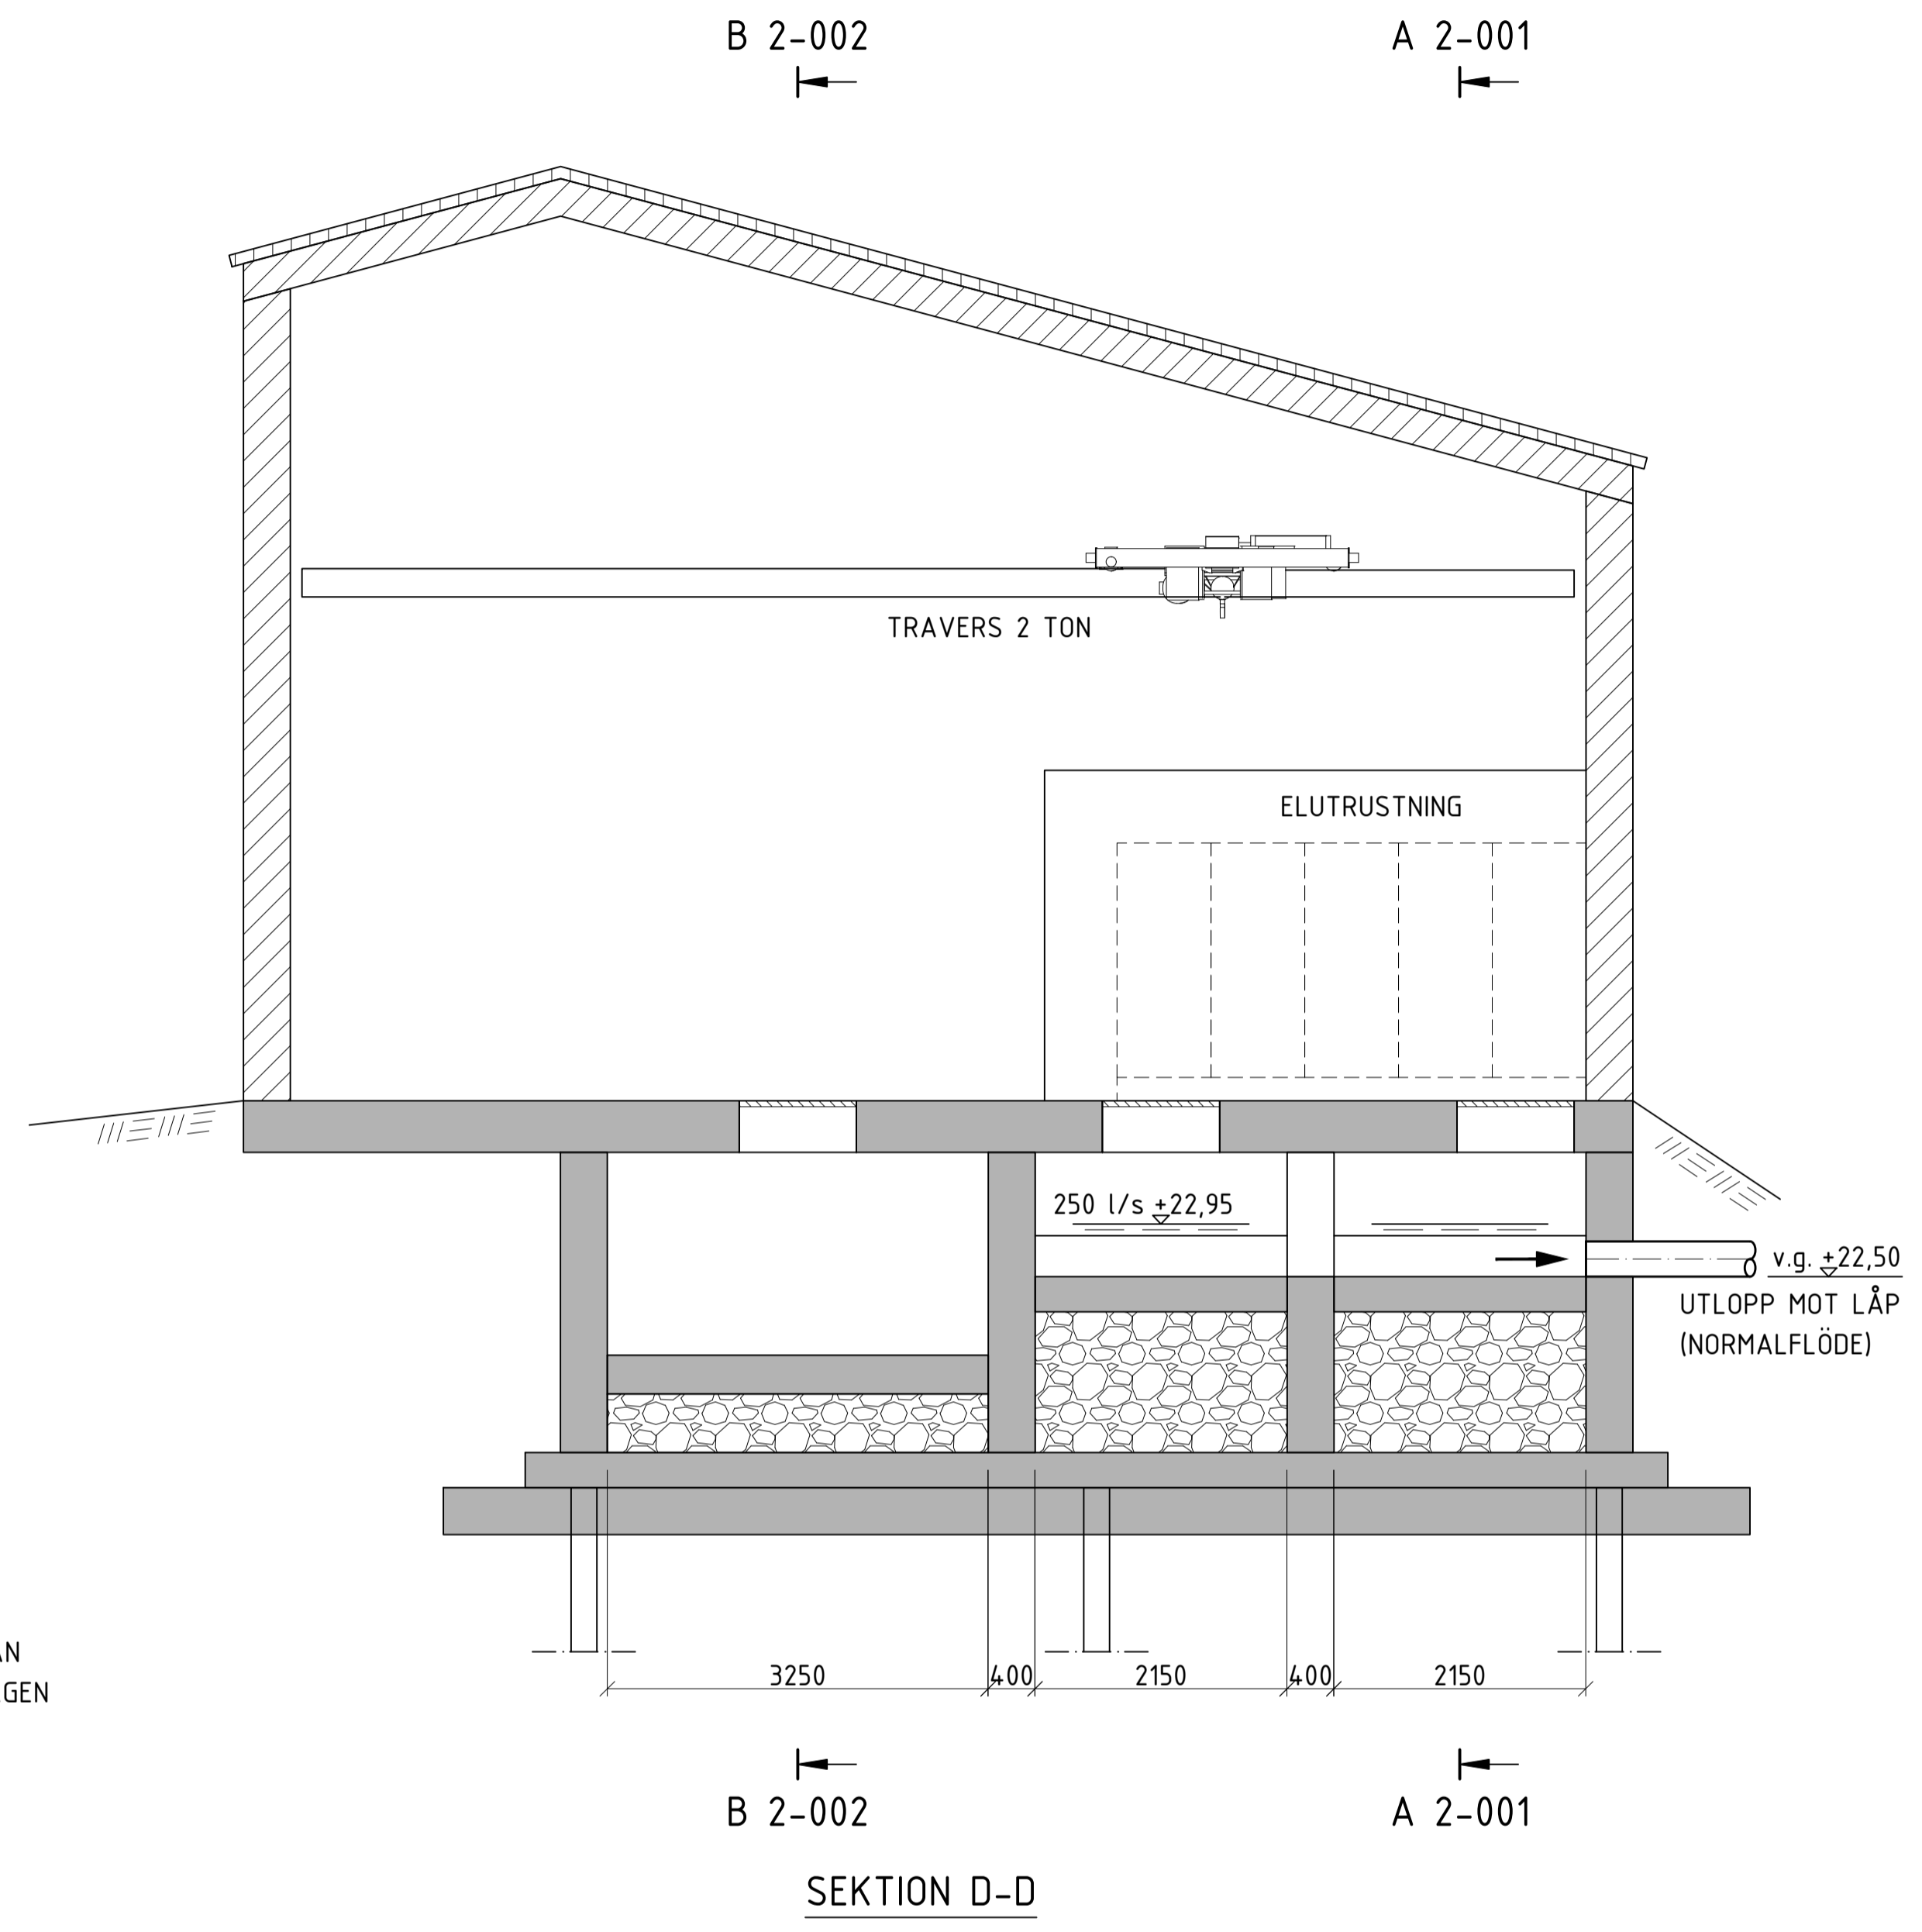 B 2-002
A 2-001
TRAVERS 2 TON
ELUTRUSTNING
250 l/s +22,95
v.g. +22,50
UTLOPP MOT LÅP
(NORMALFLÖDE)
GEN
3250
400
2150
400
2150
B 2-002
A 2-001
SEKTION D-D